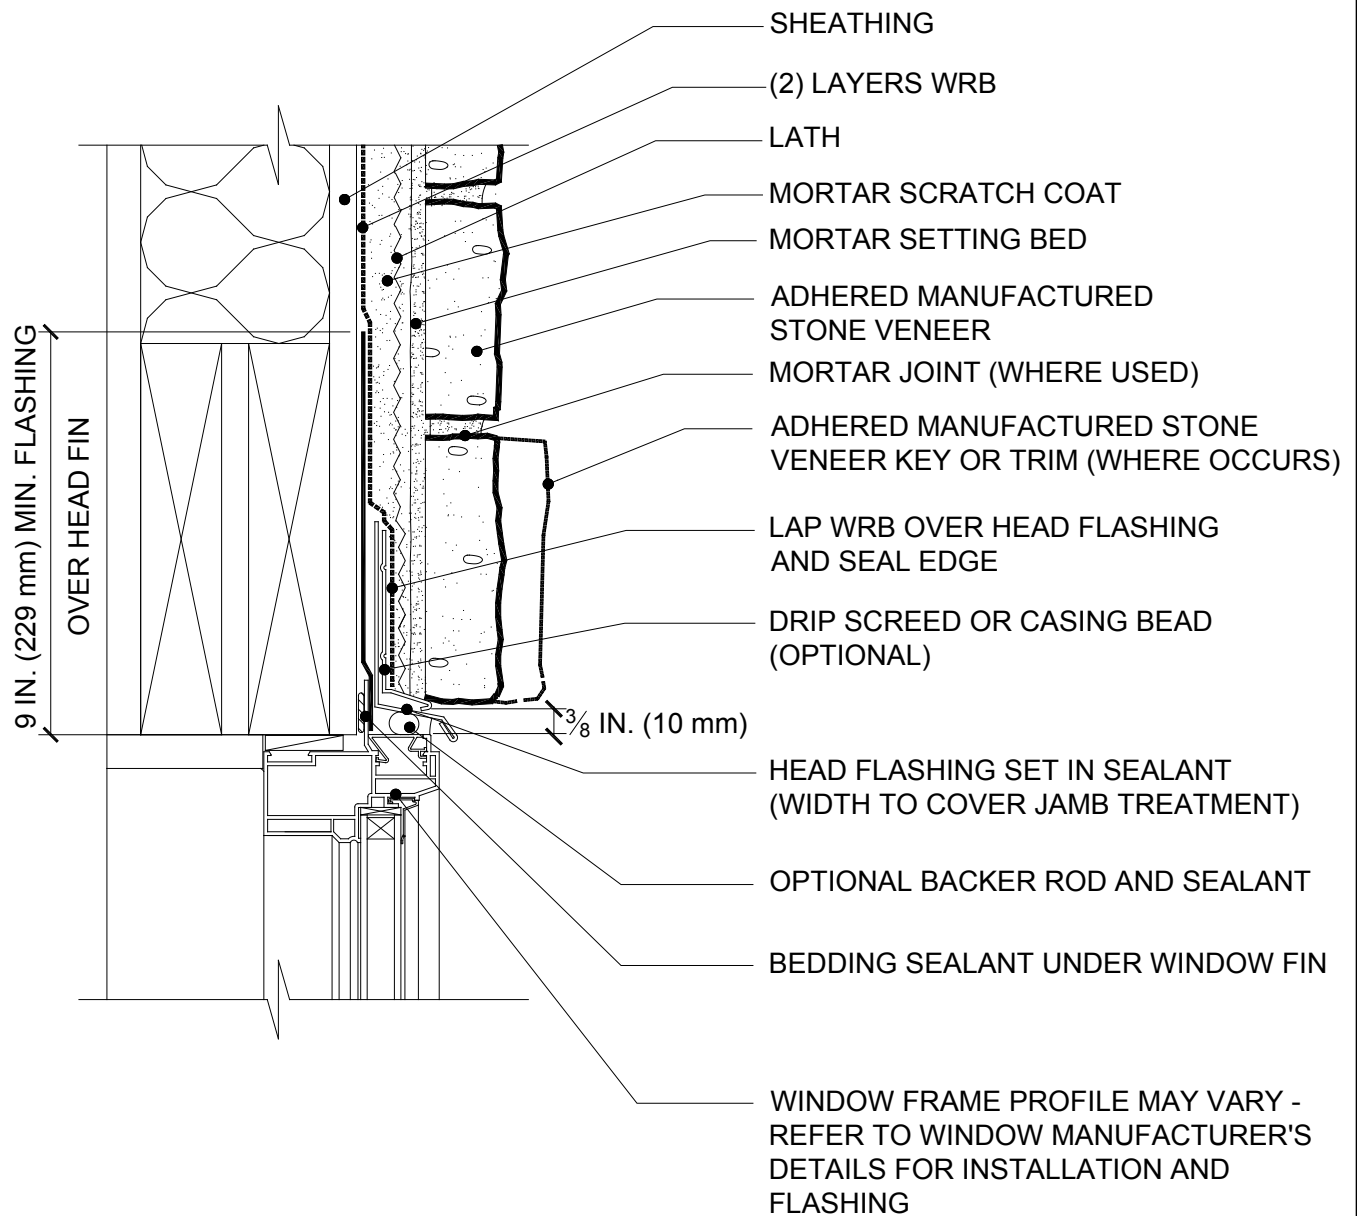 SHEATHING
(2) LAYERS WRB
LATH
MORTAR SCRATCH COAT
MORTAR SETTING BED
ADHERED MANUFACTURED
STONE VENEER
MORTAR JOINT (WHERE USED)
ADHERED MANUFACTURED STONE
VENEER KEY OR TRIM (WHERE OCCURS)
LAP WRB OVER HEAD FLASHING
AND SEAL EDGE
DRIP SCREED OR CASING BEAD
(OPTIONAL)
3/8 IN. (10 mm)
HEAD FLASHING SET IN SEALANT
(WIDTH TO COVER JAMB TREATMENT)
OPTIONAL BACKER ROD AND SEALANT
BEDDING SEALANT UNDER WINDOW FIN
WINDOW FRAME PROFILE MAY VARY -
REFER TO WINDOW MANUFACTURER'S
DETAILS FOR INSTALLATION AND
FLASHING
9 IN. (229 mm) MIN. FLASHING
OVER HEAD FIN